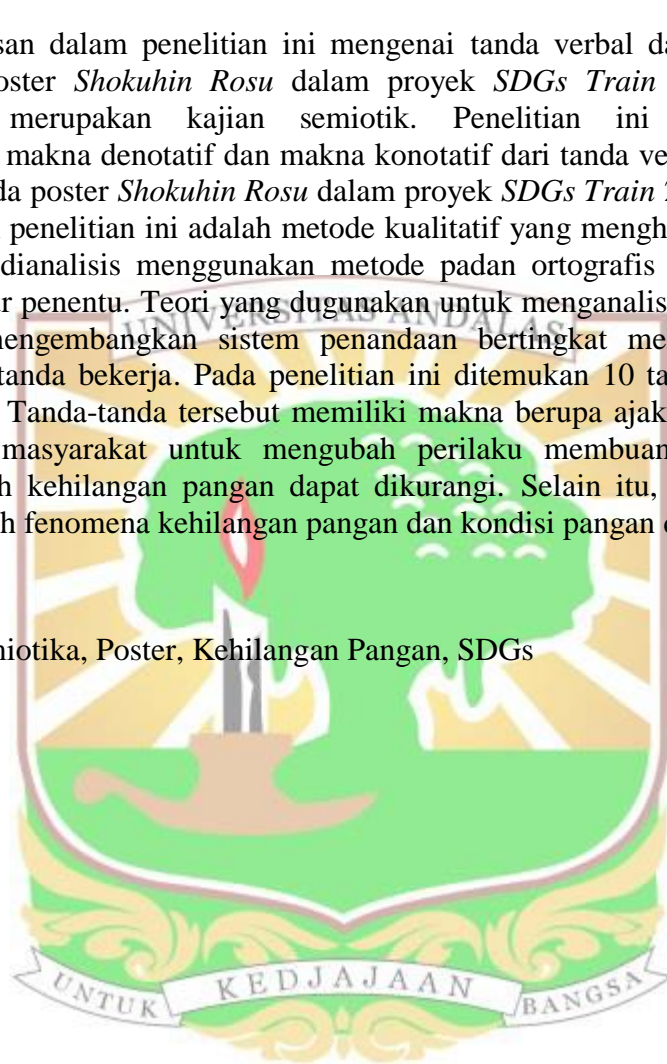 san dalam penelitian ini mengenai tanda verbal da
oster Shokuhin Rosu dalam proyek SDGs Train
merupakan kajian semiotik. Penelitian ini
makna denotatif dan makna konotatif dari tanda ve
da poster Shokuhin Rosu dalam proyek SDGs Train
penelitian ini adalah metode kualitatif yang mengh
dianalisis menggunakan metode padan ortografis
r penentu. Teori yang dugunakan untuk menganalis
UNIVERSITAS ANDALAS
mengembangkan sistem penandaan bertingkat me
tanda bekerja. Pada penelitian ini ditemukan 10 ta
Tanda-tanda tersebut memiliki makna berupa ajak
masyarakat untuk mengubah perilaku membuan
h kehilangan pangan dapat dikurangi. Selain itu,
h fenomena kehilangan pangan dan kondisi pangan
miotika, Poster, Kehilangan Pangan, SDGs
UNTUK KEDJAJAAN BANGSA